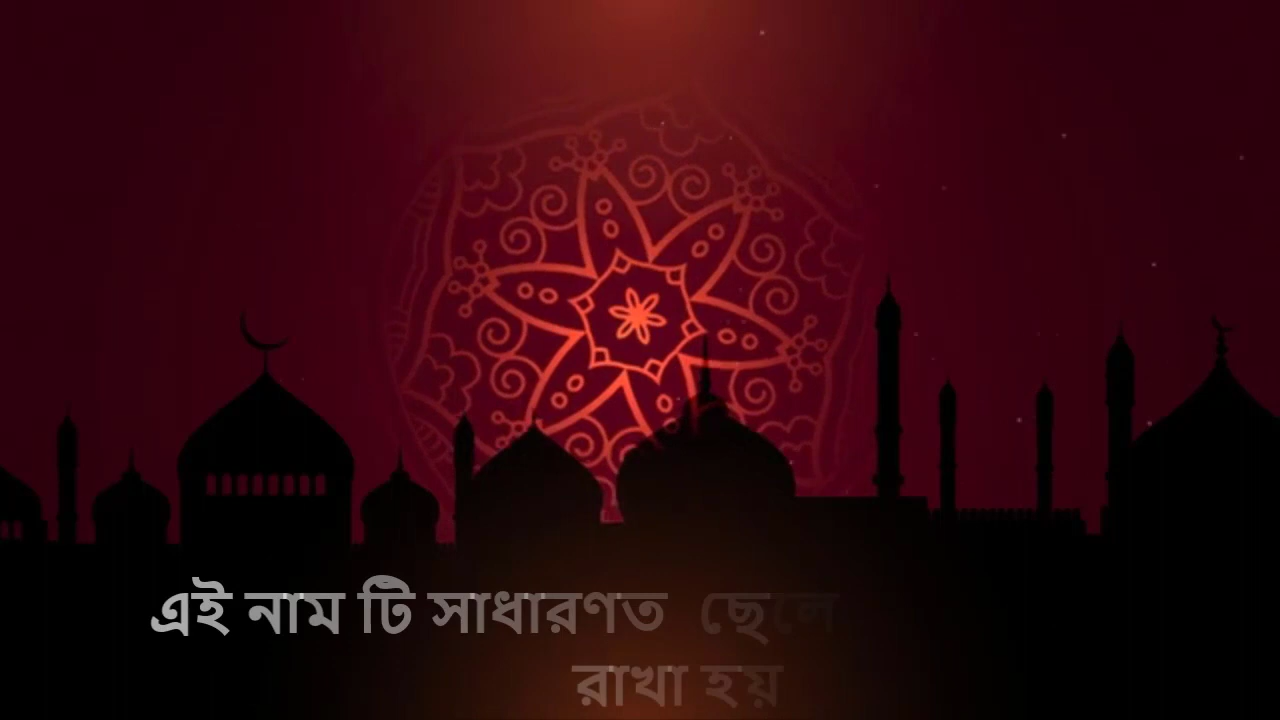 এই নাম টি সাধারণত ছেলে
রাখা হয়